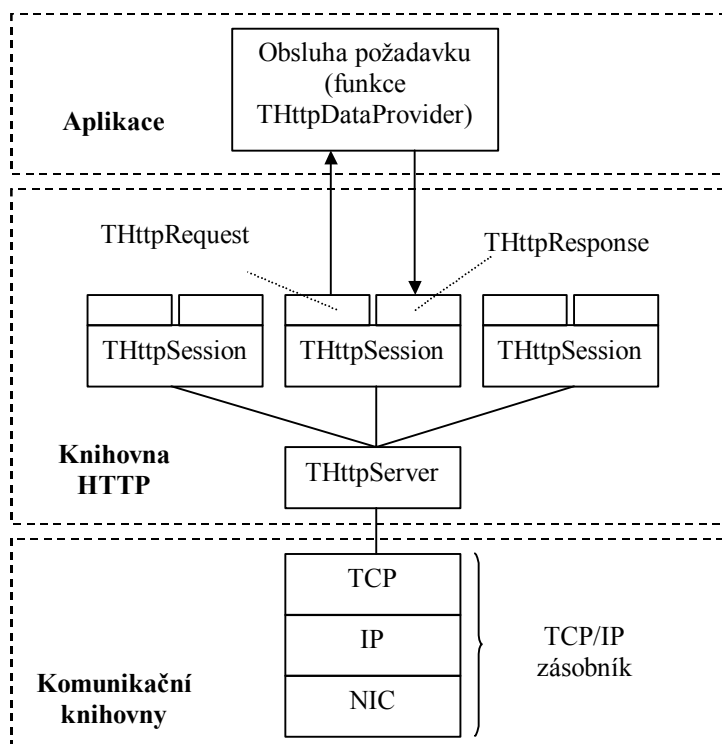 Obsluha požadavku
(funkce
THttpDataProvider)
Aplikace
THttpRequest
THttpResponse
THttpSession
THttpSession
THttpSession
Knihovna
HTTP
THttpServer
TCP
IP
NIC
TCP/IP
zásobník
Komunikační
knihovny